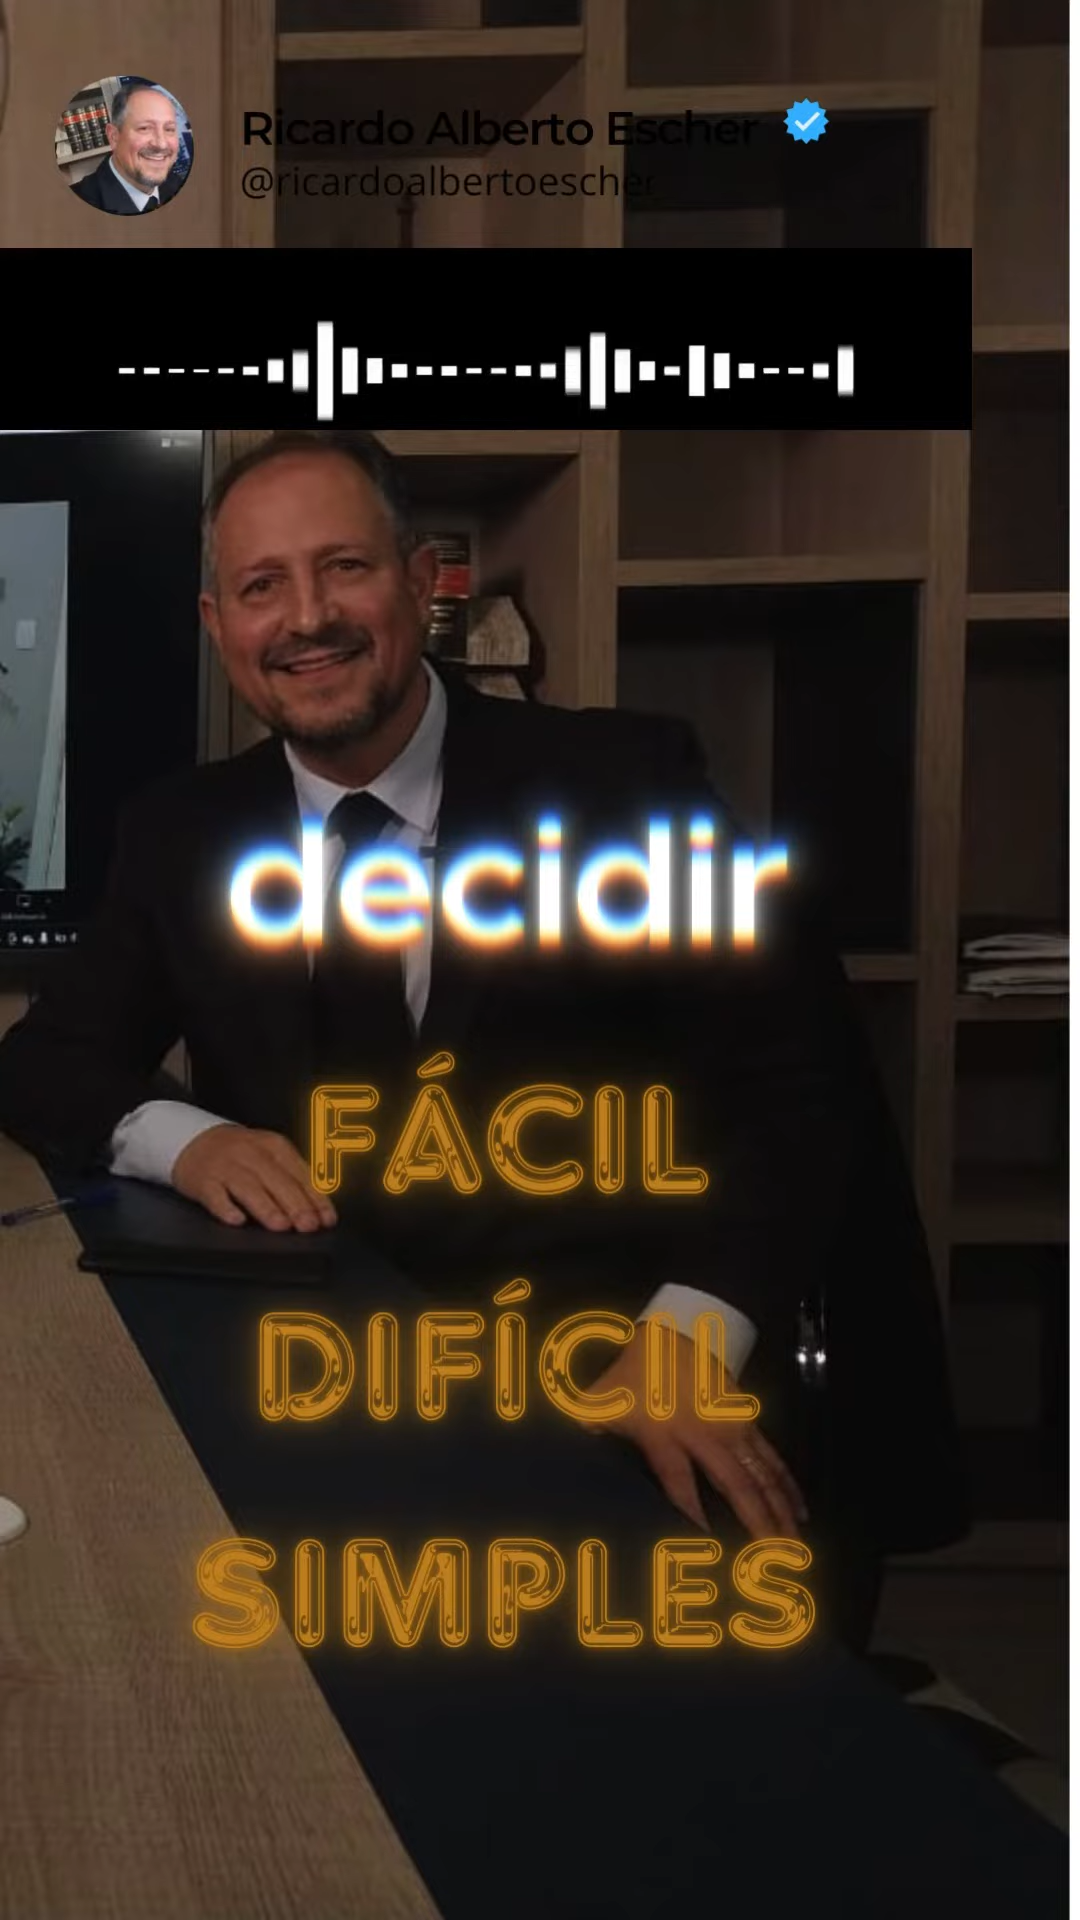 Ricardo Alberto Escher
@ricardoalbertoescher
decidir
FÁCIL
DIFÍCIL
SIMPLES